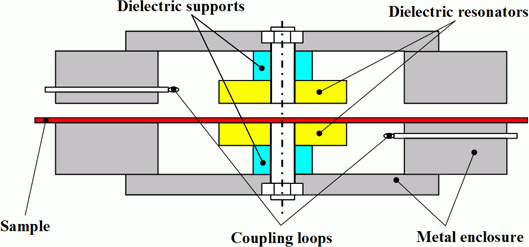 Dielectric supports
Dielectric resonators
Sample
Coupling loops
Metal enclosure